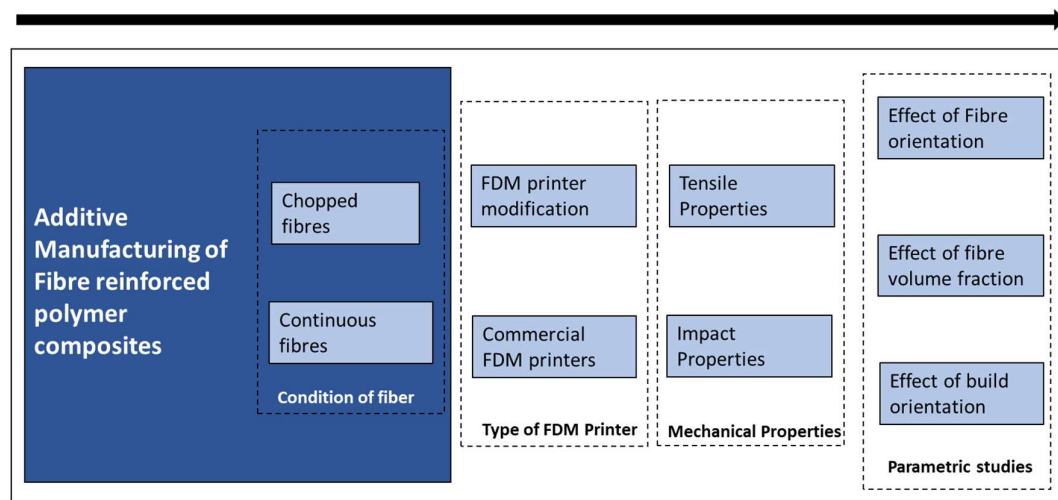 Additive
Manufacturing of
Fibre reinforced
polymer
composites
Chopped
fibres
Continuous
fibres
Condition of fiber
FDM printer
modification
Commercial
FDM printers
Type of FDM Printer
Tensile
Properties
Impact
Properties
Mechanical Properties
Effect of Fibre
orientation
Effect of fibre
volume fraction
Effect of build
orientation
Parametric studies